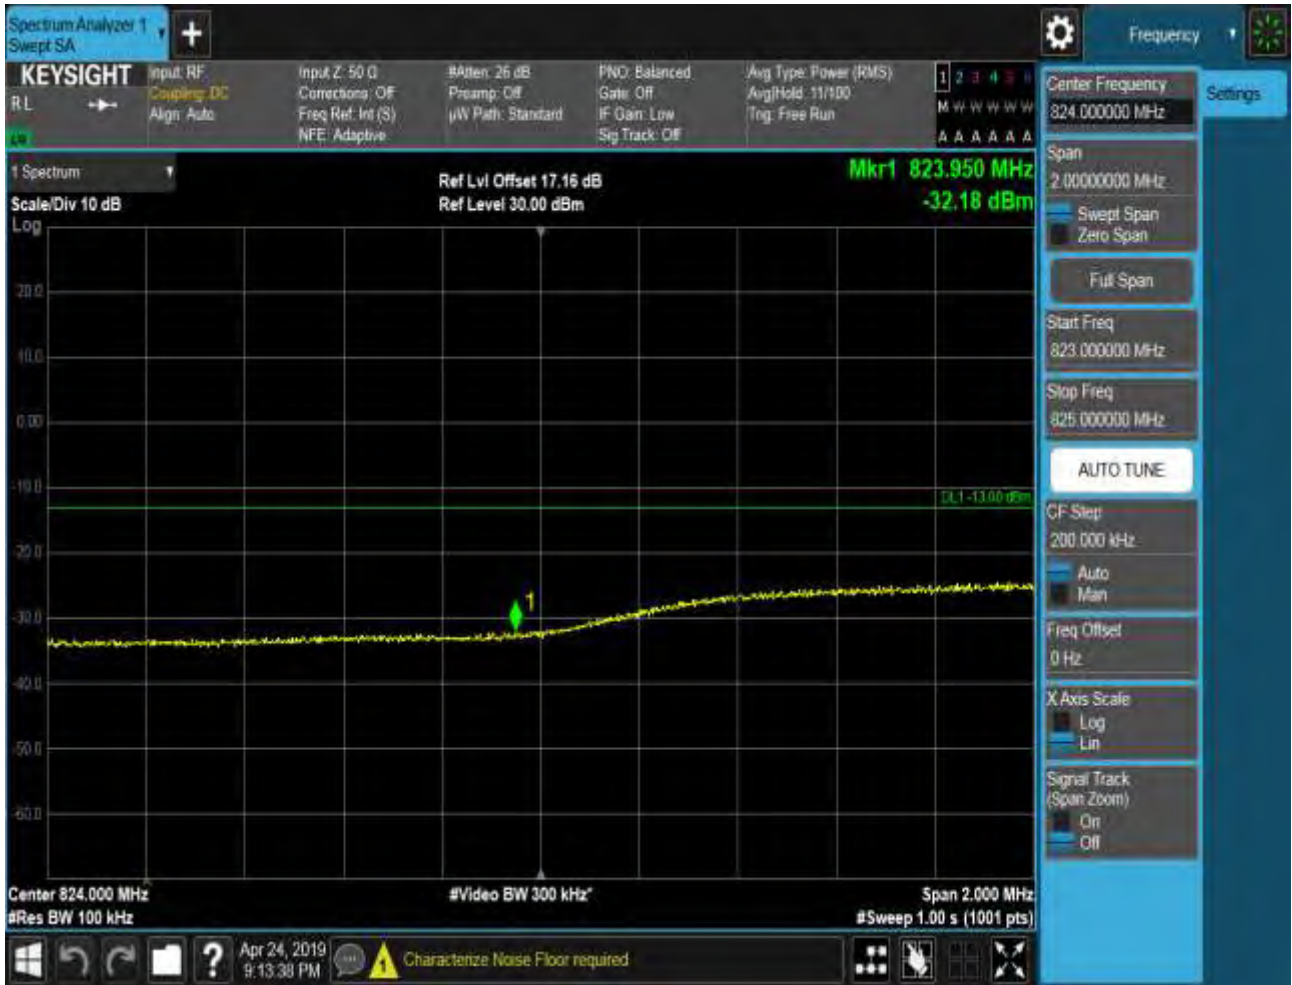 Spectrum Analyzer 1
Swept SA
+
Frequency
KEYSIGHT
RL
Input: RF
Coupling: DC
Align: Auto
Input Z: 50 Ω
Corrections: Off
Freq Ref: Int (S)
NFE: Adaptive
#Atten: 26 dB
Preamp: Off
µW Path: Standard
PNO: Balanced
Gate: Off
IF Gain: Low
Sig Track: Off
Avg Type: Power (RMS)
Avg|Hold: 11/100
Trig: Free Run
1 2 3 4 5 6
M W W W W W
A A A A A A
1 Spectrum
Scale/Div 10 dB
Log
Ref Lvl Offset 17.16 dB
Ref Level 30.00 dBm
Mkr1 823.950 MHz
-32.18 dBm
20.0
10.0
0.00
-10.0
DL1 -13.00 dBm
-20.0
1
-30.0
-40.0
-50.0
-60.0
Center 824.000 MHz
#Video BW 300 kHz*
Span 2.000 MHz
#Res BW 100 kHz
#Sweep 1.00 s (1001 pts)
Center Frequency
824.000000 MHz
Settings
Span
2.00000000 MHz
Swept Span
Zero Span
Full Span
Start Freq
823.000000 MHz
Stop Freq
825.000000 MHz
AUTO TUNE
CF Step
200.000 kHz
Auto
Man
Freq Offset
0 Hz
X Axis Scale
Log
Lin
Signal Track
(Span Zoom)
On
Off
?
Apr 24, 2019
9:13:38 PM
1
Characterize Noise Floor required